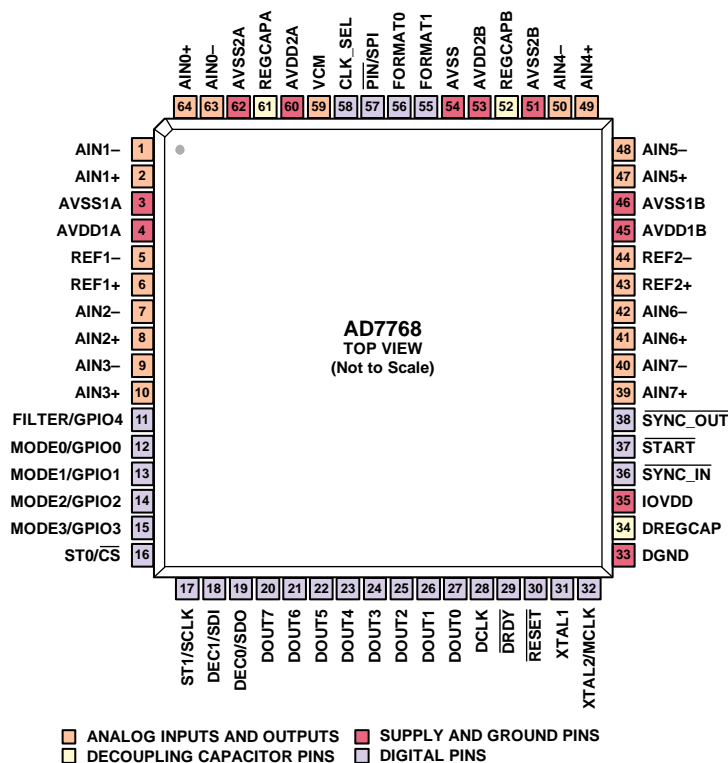 AIN0+
AIN0–
AVSS2A
REGCAPA
AVDD2A
VCM
CLK_SEL
PIN/SPI
FORMAT0
FORMAT1
AVSS
AVDD2B
REGCAPB
AVSS2B
AIN4–
AIN4+
64
63
62
61
60
59
58
57
56
55
54
53
52
51
50
49
AIN1– 1
AIN1+ 2
AVSS1A 3
AVDD1A 4
REF1– 5
REF1+ 6
AIN2– 7
AIN2+ 8
AIN3– 9
AIN3+ 10
FILTER/GPIO4 11
MODE0/GPIO0 12
MODE1/GPIO1 13
MODE2/GPIO2 14
MODE3/GPIO3 15
ST0/CS 16
AD7768
TOP VIEW
(Not to Scale)
48 AIN5–
47 AIN5+
46 AVSS1B
45 AVDD1B
44 REF2–
43 REF2+
42 AIN6–
41 AIN6+
40 AIN7–
39 AIN7+
38 SYNC_OUT
37 START
36 SYNC_IN
35 IOVDD
34 DREGCAP
33 DGND
17
18
19
20
21
22
23
24
25
26
27
28
29
30
31
32
ST1/SCLK
DEC1/SDI
DEC0/SDO
DOUT7
DOUT6
DOUT5
DOUT4
DOUT3
DOUT2
DOUT1
DOUT0
DCLK
DRDY
RESET
XTAL1
XTAL2/MCLK
ANALOG INPUTS AND OUTPUTS
SUPPLY AND GROUND PINS
DECOUPLING CAPACITOR PINS
DIGITAL PINS